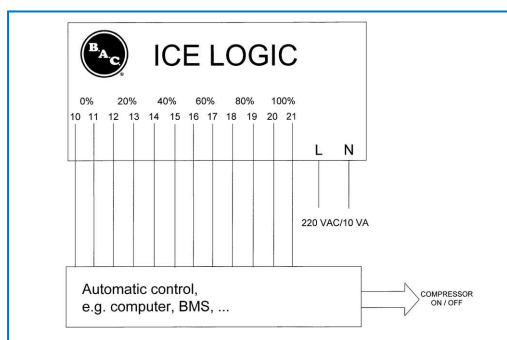 B.A.C.
®
ICE LOGIC
0% 20% 40% 60% 80% 100%
10 11 12 13 14 15 16 17 18 19 20 21
L N
220 VAC/10 VA
Automatic control,
e.g. computer, BMS, ...
COMPRESSOR
ON / OFF